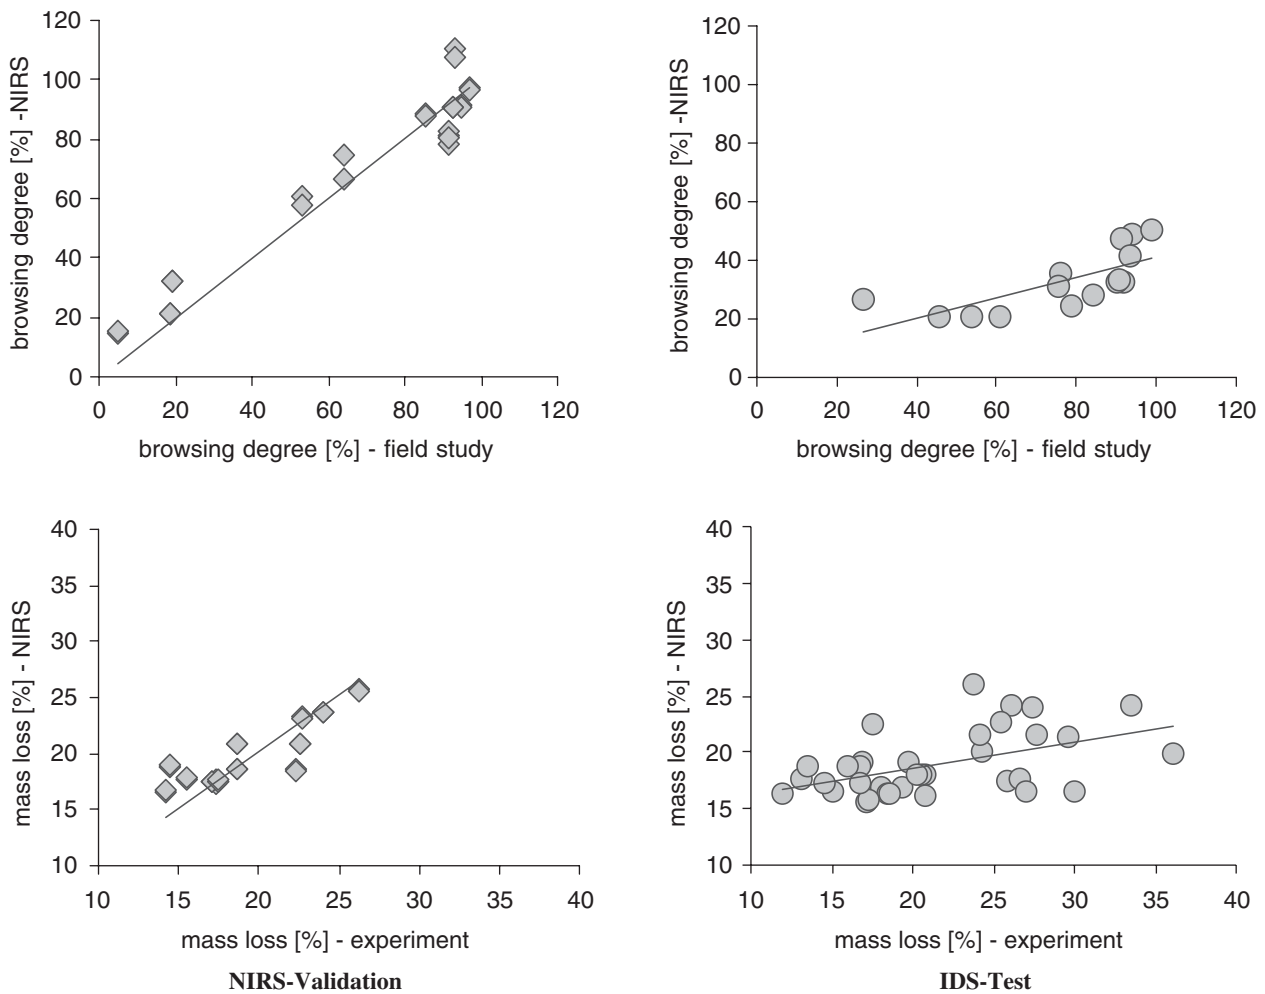 120
100
80
60
40
20
0
browsing degree [%] -NIRS
0 20 40 60 80 100 120
browsing degree [%] - field study
120
100
80
60
40
20
0
browsing degree [%] -NIRS
0 20 40 60 80 100 120
browsing degree [%] - field study
40
35
30
25
20
15
10
mass loss [%] - NIRS
10 15 20 25 30 35 40
mass loss [%] - experiment
NIRS-Validation
40
35
30
25
20
15
10
mass loss [%] - NIRS
10 15 20 25 30 35 40
mass loss [%] - experiment
IDS-Test